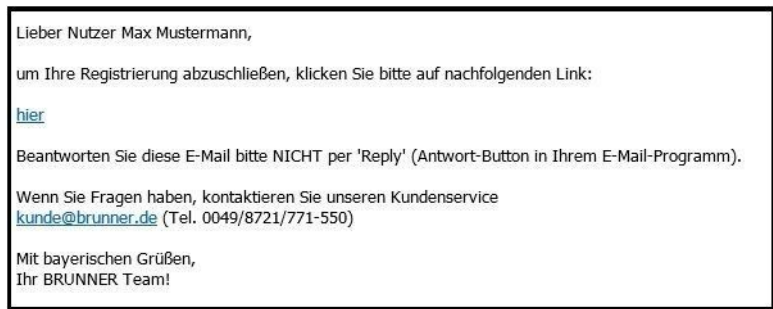 Lieber Nutzer Max Mustermann,
um Ihre Registrierung abzuschließen, klicken Sie bitte auf nachfolgenden Link:
hier
Beantworten Sie diese E-Mail bitte NICHT per 'Reply' (Antwort-Button in Ihrem E-Mail-Programm).
Wenn Sie Fragen haben, kontaktieren Sie unseren Kundenservice
kunde@brunner.de (Tel. 0049/8721/771-550)
Mit bayerischen Grüßen,
Ihr BRUNNER Team!